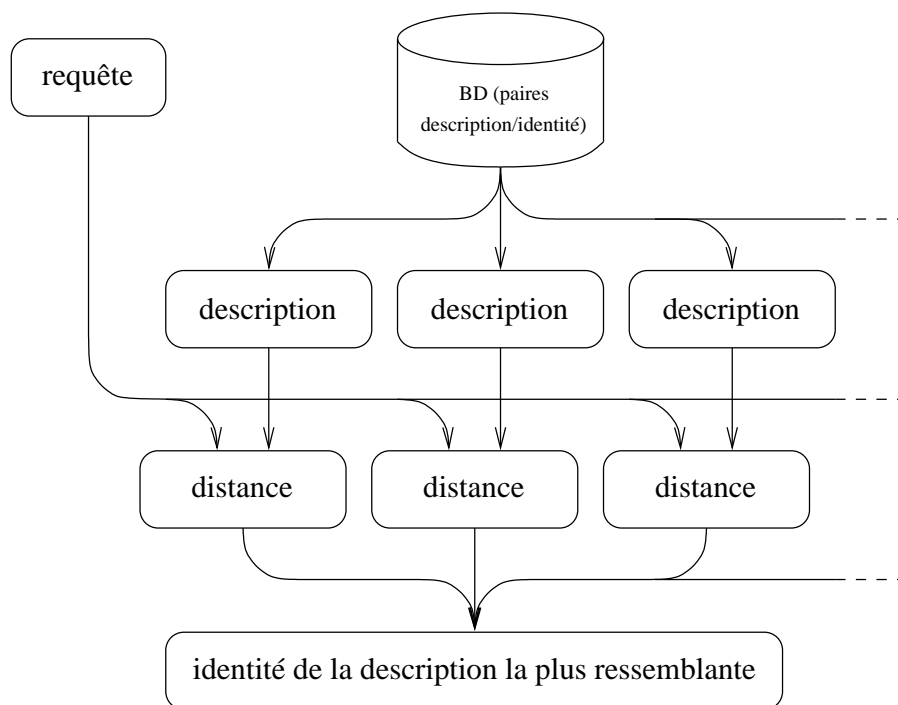 requête
BD (paires
description/identité)
description
description
description
distance
distance
distance
identité de la description la plus ressemblante